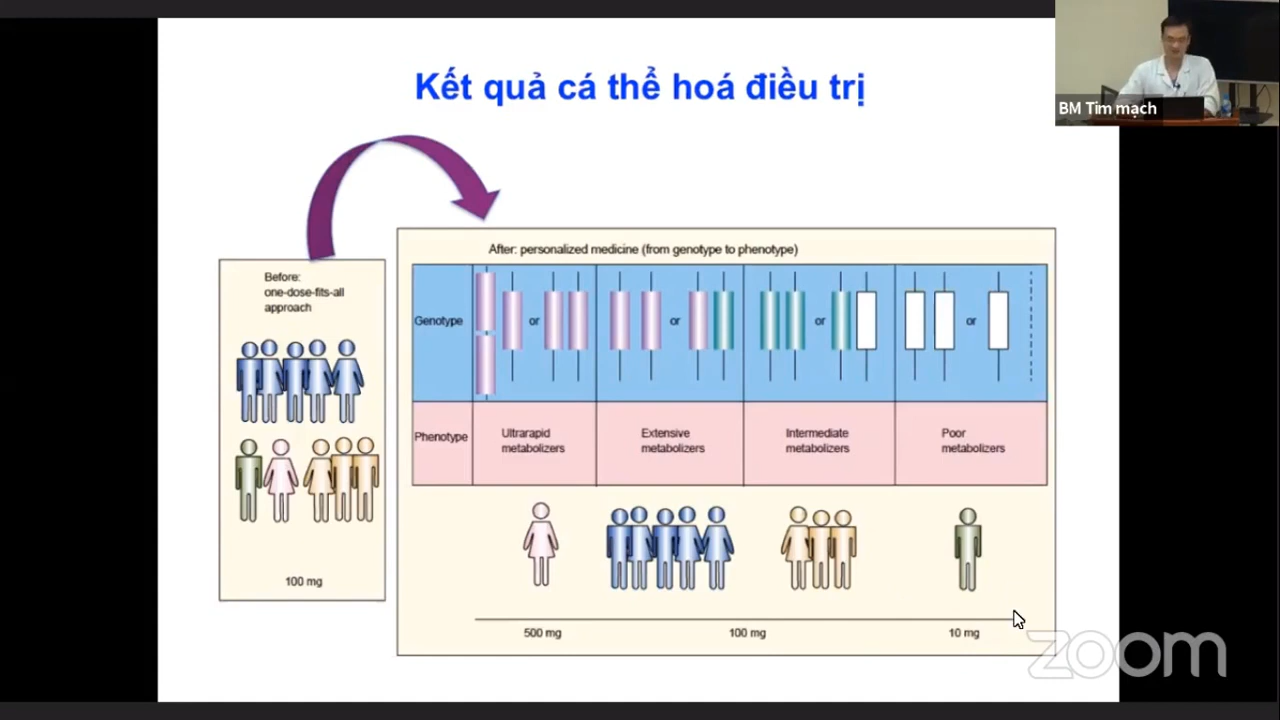 Kết quả cá thể hoá điều trị
BM Tim mạch
Before:
one-dose-fits-all
approach
100 mg
After: personalized medicine (from genotype to phenotype)
Genotype
or
or
or
or
Phenotype
Ultrarapid
metabolizers
Extensive
metabolizers
Intermediate
metabolizers
Poor
metabolizers
500 mg
100 mg
10 mg
zoom